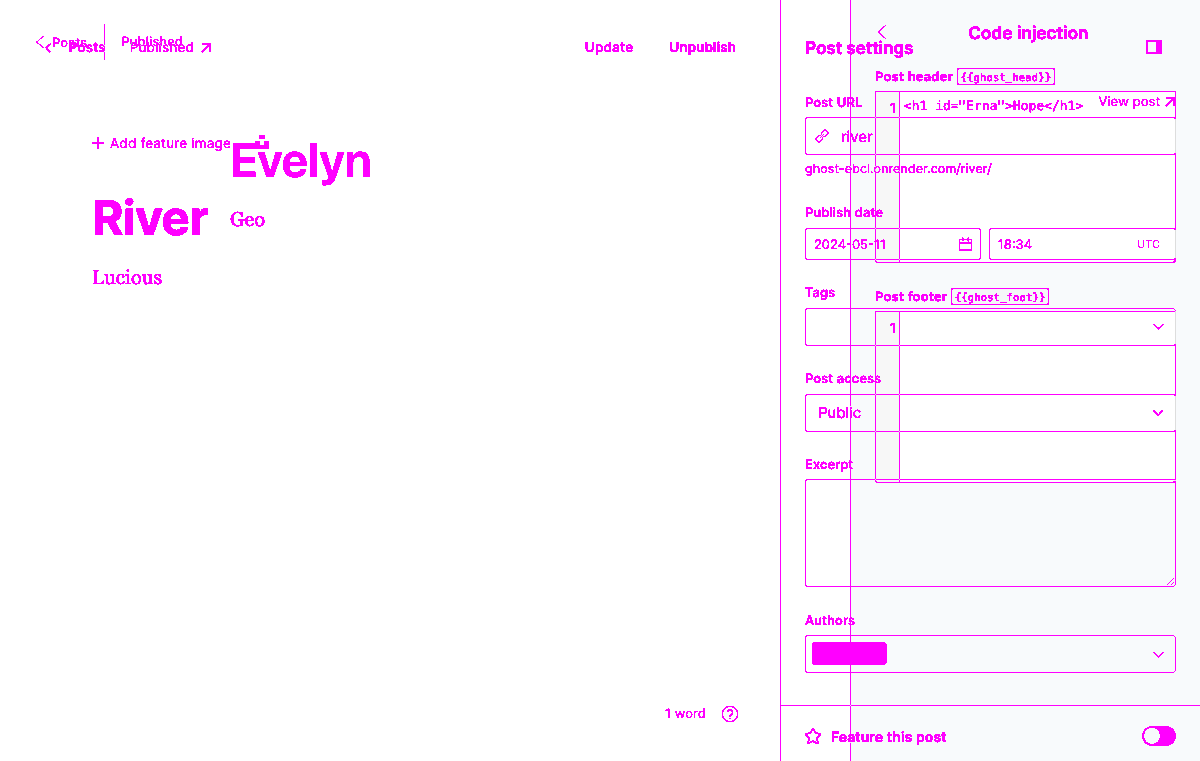 Posts Published
Posts Published
Update Unpublish
Add feature image
Evelyn
River
Geo
Lucious
1 word
Code injection
Post settings
Post header {{ghost_head}}
Post URL
View post
1 <h1 id="Erna">Hope</h1>
river
ghost-ebcl.onrender.com/river/
Publish date
2024-05-11 18:34 UTC
Tags
Post footer {{ghost_foot}}
1
Post access
Public
Excerpt
Authors
Feature this post